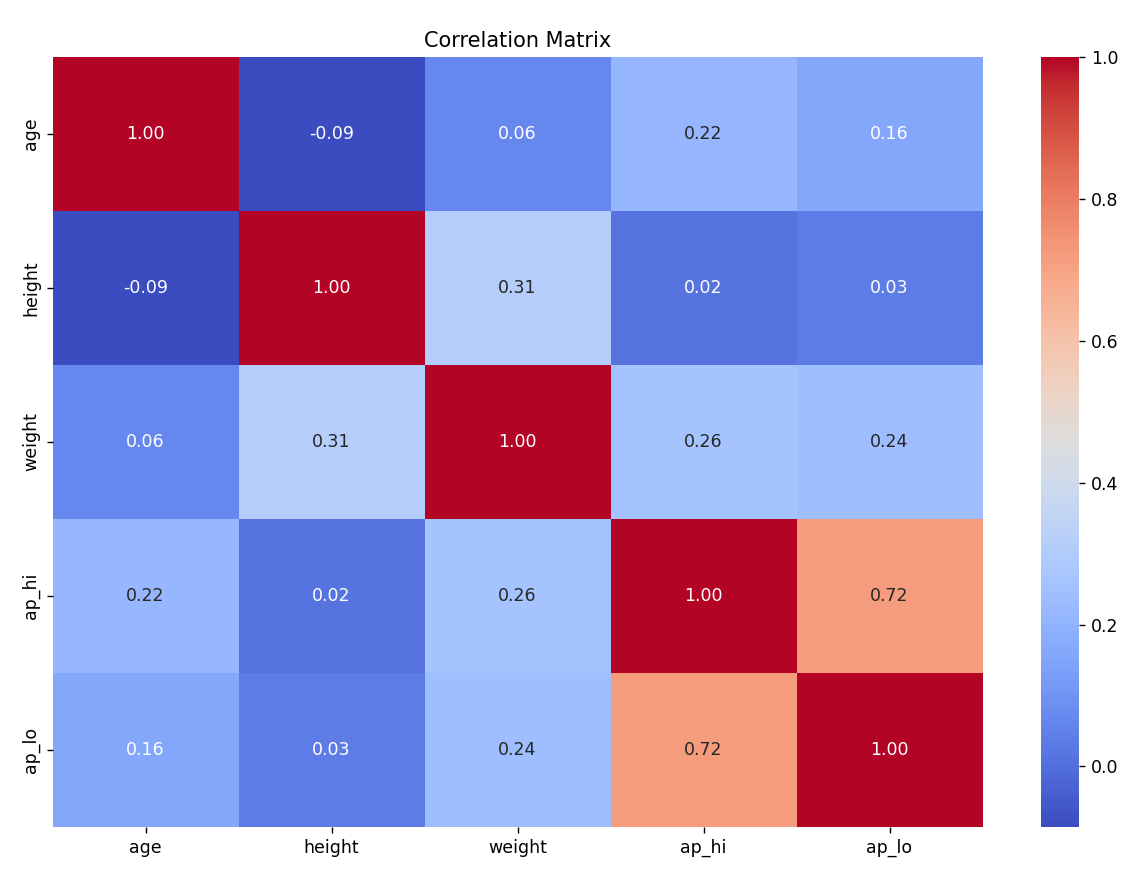 Correlation Matrix
age 1.00 -0.09 0.06 0.22 0.16
height -0.09 1.00 0.31 0.02 0.03
weight 0.06 0.31 1.00 0.26 0.24
ap_hi 0.22 0.02 0.26 1.00 0.72
ap_lo 0.16 0.03 0.24 0.72 1.00
age height weight ap_hi ap_lo
1.0
0.8
0.6
0.4
0.2
0.0